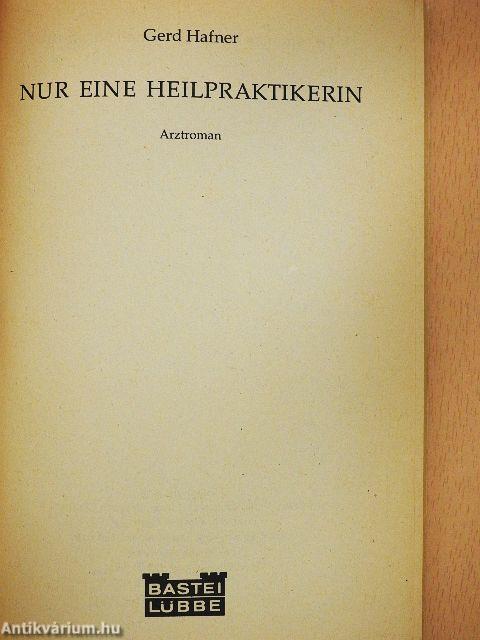 Gerd Hafner
NUR EINE HEILPRAKTIKERIN
Arztroman
BASTEI
LÜBBE
Antikvárium.hu